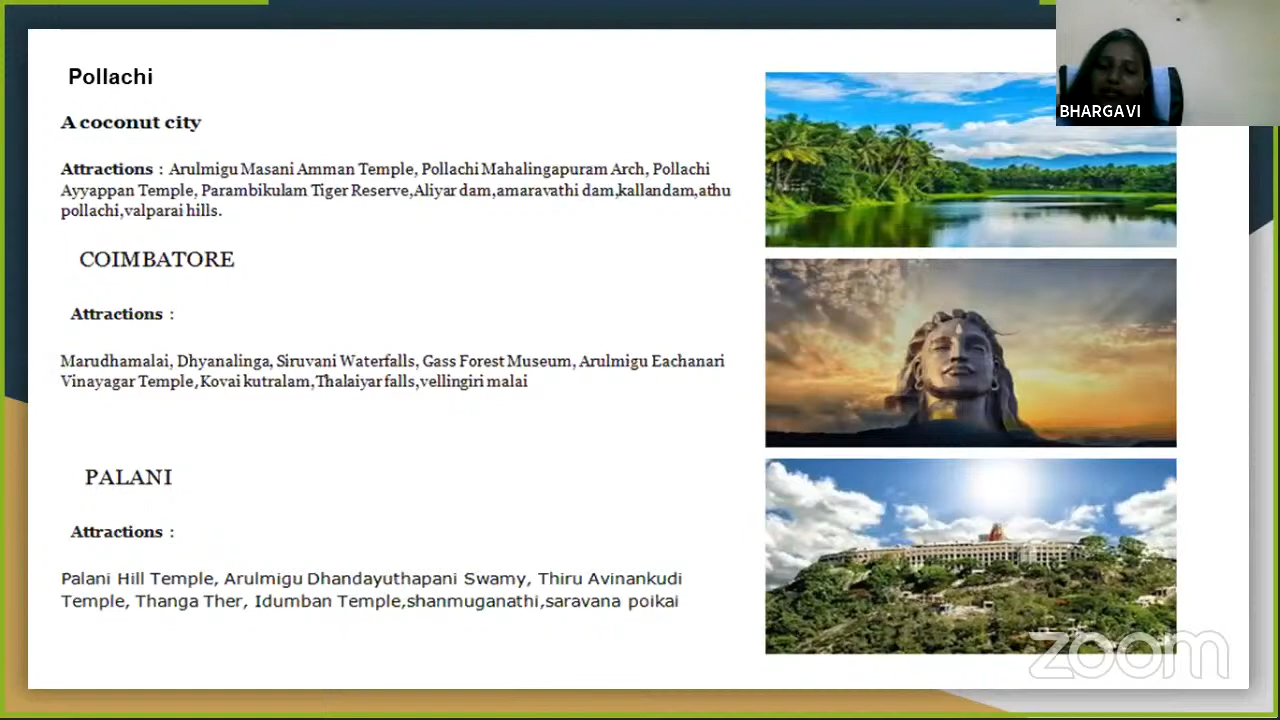 Pollachi
A coconut city
Attractions : Arulmigu Masani Amman Temple, Pollachi Mahalingapuram Arch, Pollachi
Ayyappan Temple, Parambikulam Tiger Reserve,Aliyar dam,amaravathi dam,kallandam,athu
pollachi,valparai hills.
COIMBATORE
Attractions :
Marudhamalai, Dhyanalinga, Siruvani Waterfalls, Gass Forest Museum, Arulmigu Eachanari
Vinayagar Temple,Kovai kutralam,Thalaiyar falls,vellingiri malai
PALANI
Attractions :
Palani Hill Temple, Arulmigu Dhandayuthapani Swamy, Thiru Avinankudi
Temple, Thanga Ther, Idumban Temple,shanmuganathi,saravana poikai
BHARGAVI
zoom